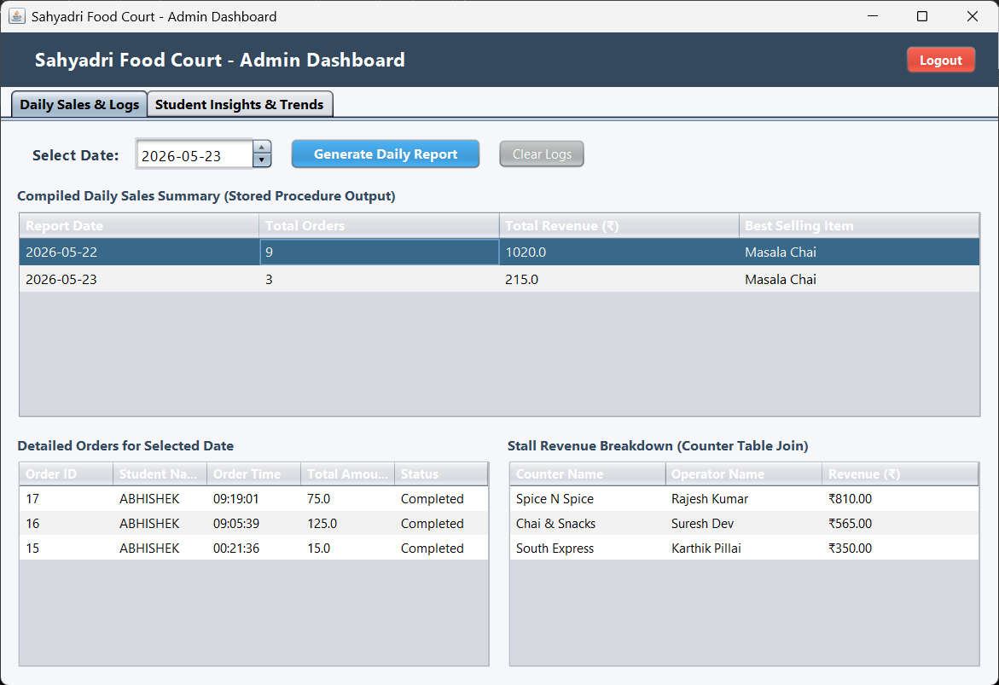 Sahyadri Food Court - Admin Dashboard
Sahyadri Food Court - Admin Dashboard
Logout
Daily Sales & Logs Student Insights & Trends
Select Date: 2026-05-23 Generate Daily Report Clear Logs
Compiled Daily Sales Summary (Stored Procedure Output)
Report Date Total Orders Total Revenue (₹) Best Selling Item
2026-05-22 9 1020.0 Masala Chai
2026-05-23 3 215.0 Masala Chai
Detailed Orders for Selected Date
Order ID Student Na... Order Time Total Amou... Status
17 ABHISHEK 09:19:01 75.0 Completed
16 ABHISHEK 09:05:39 125.0 Completed
15 ABHISHEK 00:21:36 15.0 Completed
Stall Revenue Breakdown (Counter Table Join)
Counter Name Operator Name Revenue (₹)
Spice N Spice Rajesh Kumar ₹810.00
Chai & Snacks Suresh Dev ₹565.00
South Express Karthik Pillai ₹350.00